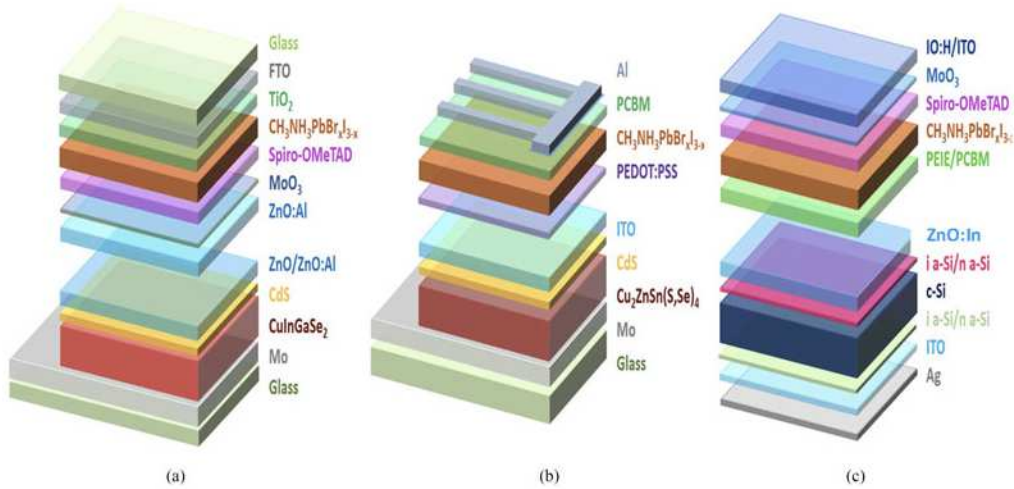 Glass
FTO
TiO₂
CH₃NH₃PbBrₓI₃₋ₓ
Spiro-OMeTAD
MoO₃
ZnO:Al
ZnO/ZnO:Al
CdS
CuInGaSe₂
Mo
Glass
(a)
Al
PCBM
CH₃NH₃PbBrₓI₃₋ₓ
PEDOT:PSS
ITO
CdS
Cu₂ZnSn(S,Se)₄
Mo
Glass
(b)
IO:H/ITO
MoO₃
Spiro-OMeTAD
CH₃NH₃PbBrₓI₃₋
PEIE/PCBM
ZnO:In
i a-Si/n a-Si
c-Si
i a-Si/n a-Si
ITO
Ag
(c)